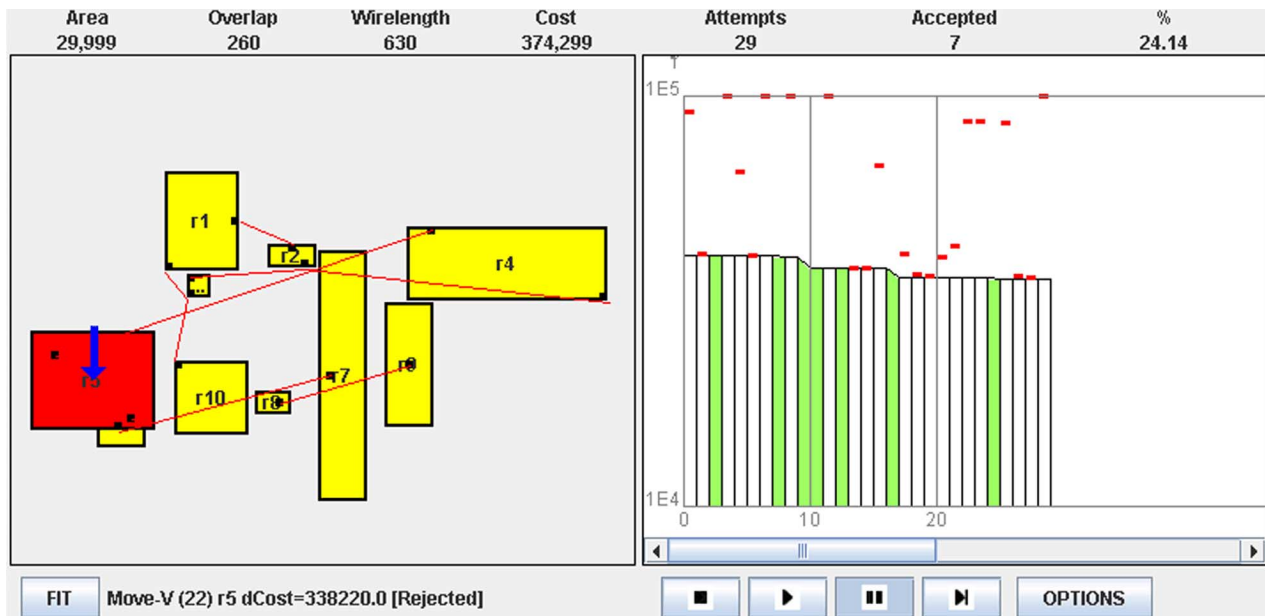 Area Overlap Wirelength Cost Attempts Accepted %
29,999 260 630 374,299 29 7 24.14
T
1E5
r1
r2
r4
...
r5
r7
r9
r10
r8
1E4
0 10 20
FIT Move-V (22) r5 dCost=338220.0 [Rejected] OPTIONS